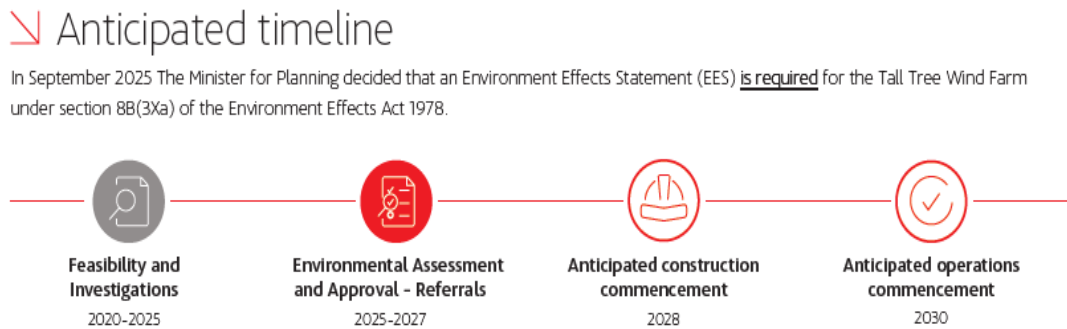 Anticipated timeline
In September 2025 The Minister for Planning decided that an Environment Effects Statement (EES) is required for the Tall Tree Wind Farm
under section 8B(3Xa) of the Environment Effects Act 1978.
Feasibility and
Investigations
2020-2025
Environmental Assessment
and Approval - Referrals
2025-2027
Anticipated construction
commencement
2028
Anticipated operations
commencement
2030